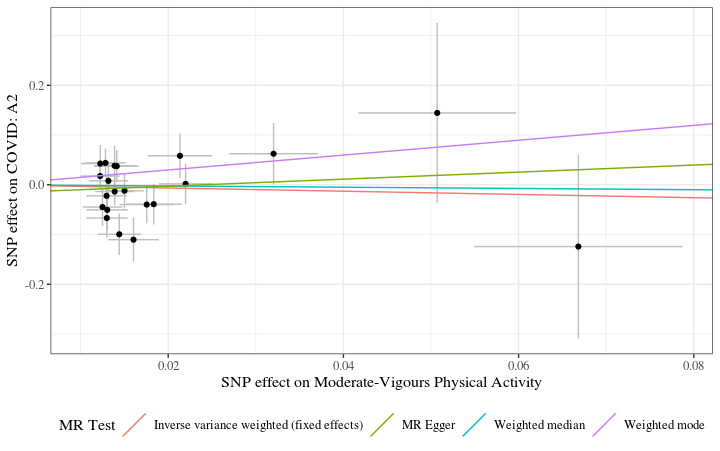 SNP effect on COVID: A2
0.2
0.0
-0.2
0.02 0.04 0.06 0.08
SNP effect on Moderate-Vigours Physical Activity
MR Test Inverse variance weighted (fixed effects) MR Egger Weighted median Weighted mode